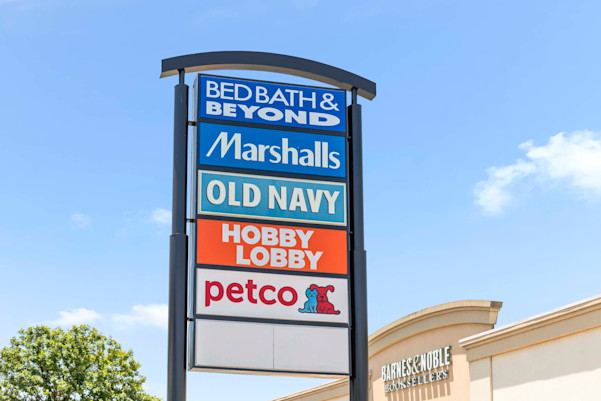 BED BATH &
BEYOND
Marshalls
OLD NAVY
HOBBY
LOBBY
petco
BARNES & NOBLE
BOOKSELLERS